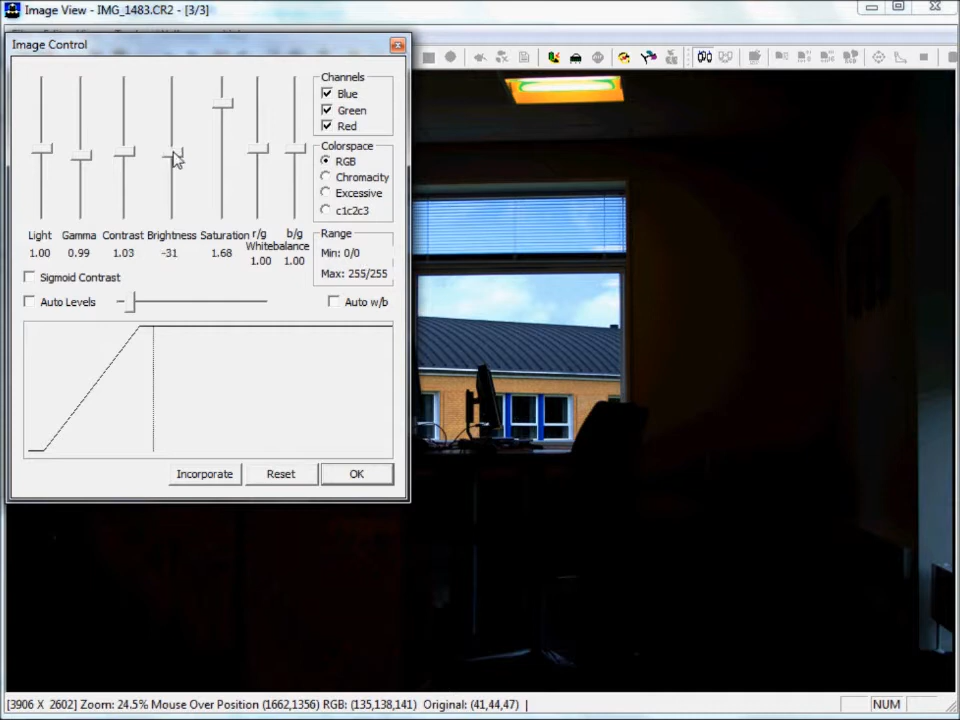 Image View - IMG_1483.CR2 - [3/3]
Image Control
Channels
Blue
Green
Red
Colorspace
RGB
Chromacity
Excessive
c1c2c3
Light Gamma Contrast Brightness Saturation r/g b/g
Whitebalance
1.00 0.99 1.03 -31 1.68 1.00 1.00
Range
Min: 0/0
Max: 255/255
Sigmoid Contrast
Auto Levels
Auto w/b
Incorporate Reset OK
[3906 X 2602] Zoom: 24.5% Mouse Over Position (1662,1356) RGB: (135,138,141) Original: (41,44,47) | NUM